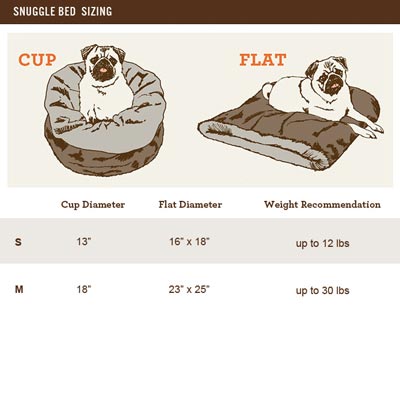 SNUGGLE BED SIZING
CUP
FLAT
Cup Diameter Flat Diameter Weight Recommendation
S 13" 16" x 18" up to 12 lbs
M 18" 23" x 25" up to 30 lbs